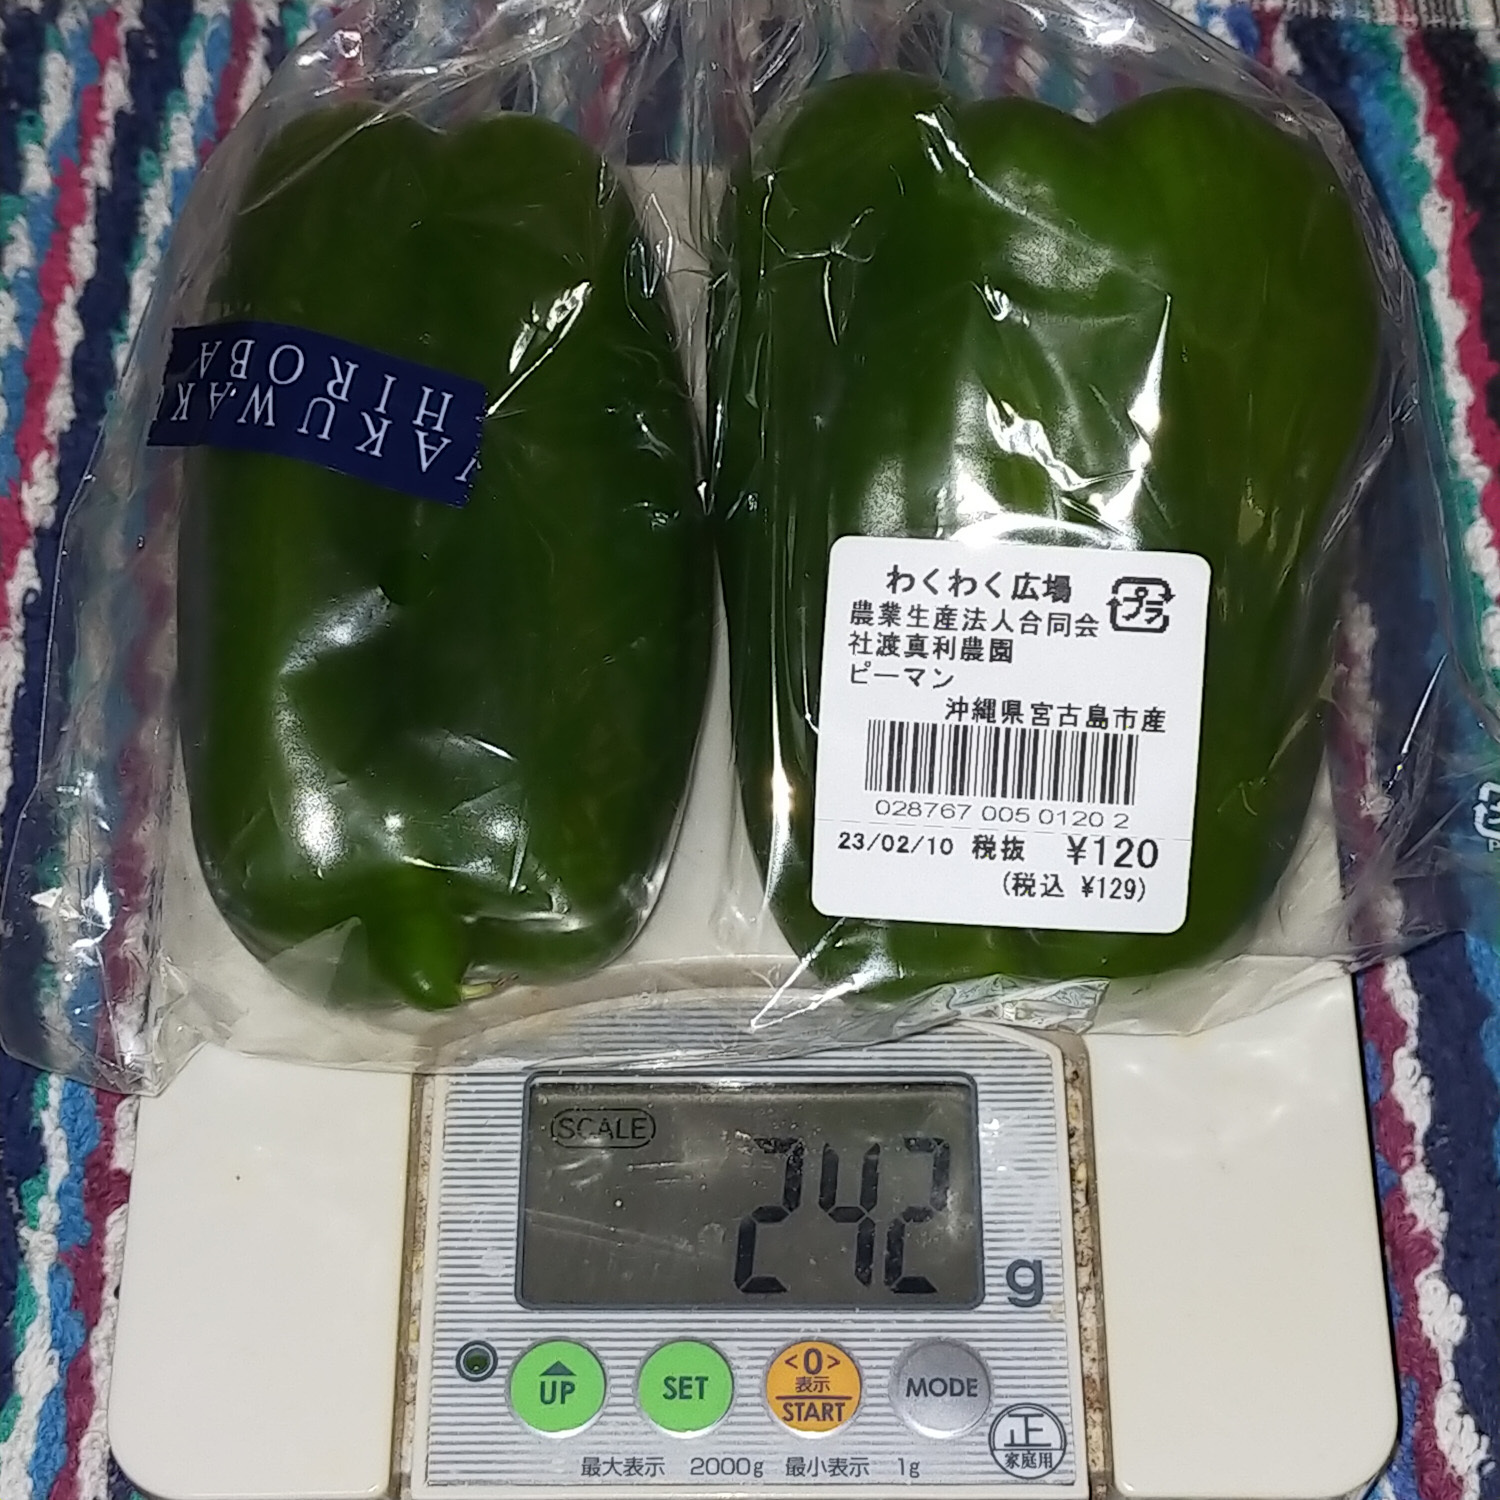 WAKUWAKU
HIROBA
わくわく広場
プラ
農業生産法人合同会
社渡真利農園
ピーマン
沖縄県宮古島市産
028767 005 0120 2
23/02/10 税抜 ¥120
(税込 ¥129)
SCALE
242
g
UP
SET
<0>
表示
START
MODE
正
家庭用
最大表示 2000g 最小表示 1g